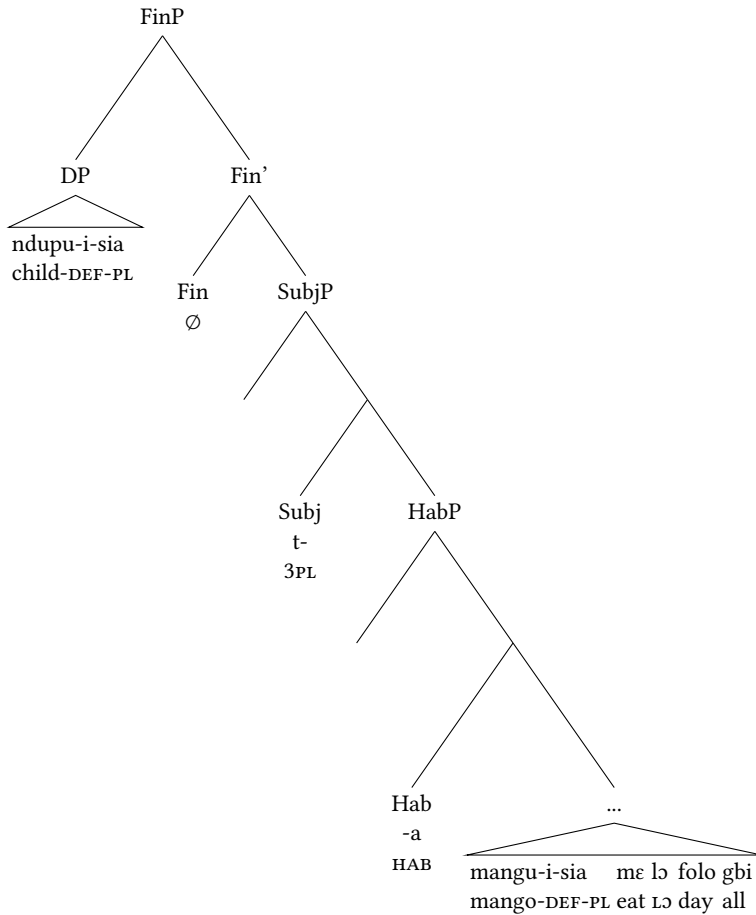 FinP
DP Fin’
ndupu-i-sia
child-DEF-PL
Fin SubjP
∅
Subj HabP
t-
3PL
Hab ...
-a
HAB
mangu-i-sia mɛ lɔ folo gbi
mango-DEF-PL eat Lɔ day all